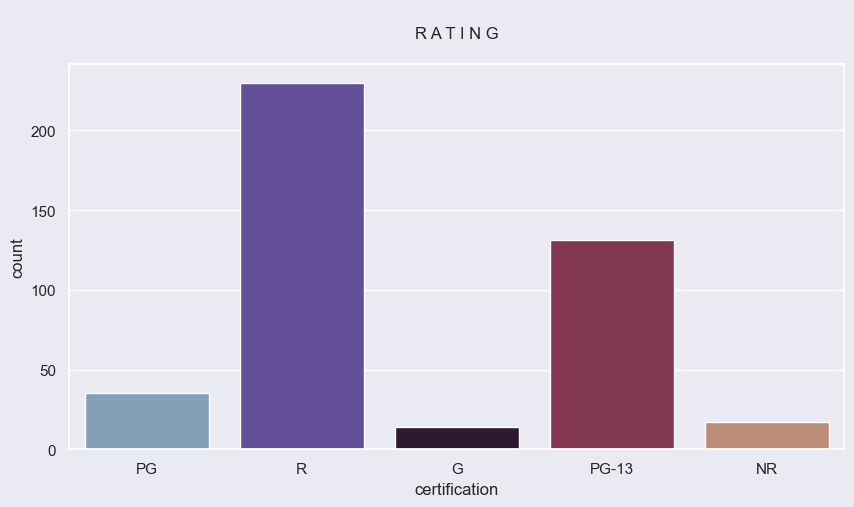 R A T I N G
200
150
100
50
0
count
PG R G PG-13 NR
certification